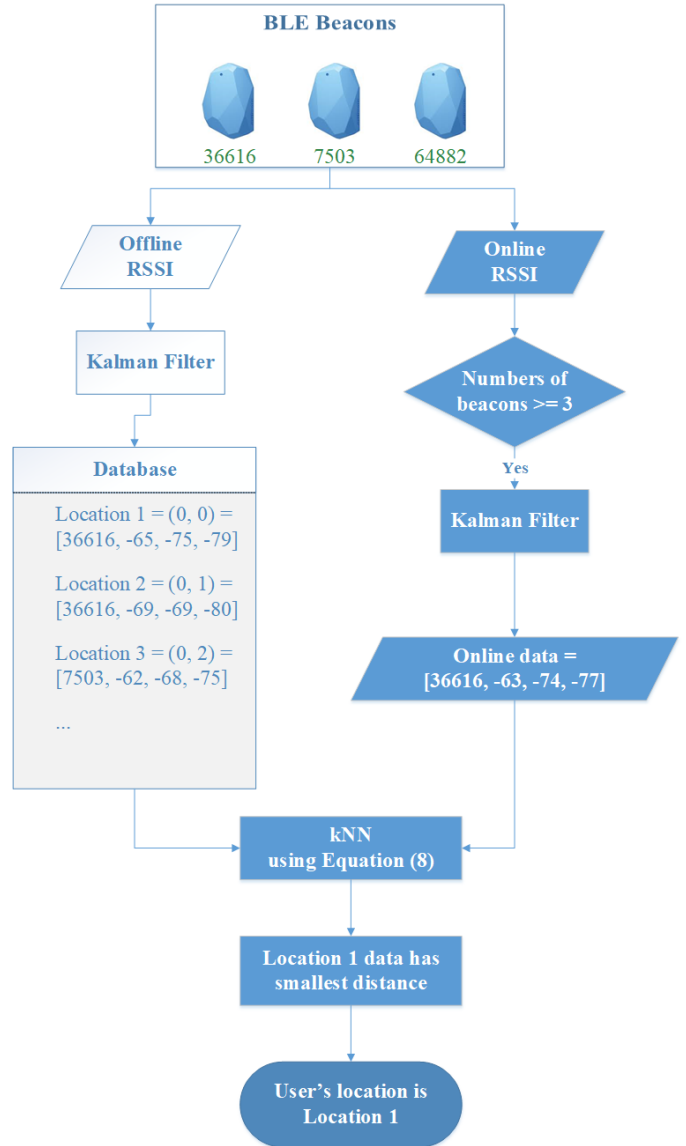 BLE Beacons
36616
7503
64882
Offline
RSSI
Kalman Filter
Database
Location 1 = (0, 0) =
[36616, -65, -75, -79]
Location 2 = (0, 1) =
[36616, -69, -69, -80]
Location 3 = (0, 2) =
[7503, -62, -68, -75]
...
Online
RSSI
Numbers of
beacons >= 3
Yes
Kalman Filter
Online data =
[36616, -63, -74, -77]
kNN
using Equation (8)
Location 1 data has
smallest distance
User's location is
Location 1